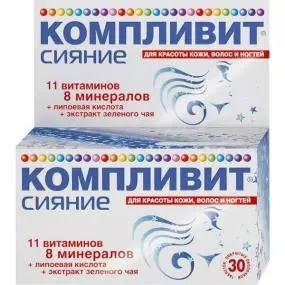 КОМПЛИВИТ®
СИЯНИЕ
ДЛЯ КРАСОТЫ КОЖИ, ВОЛОС И НОГТЕЙ
11 витаминов
8 минералов
+ липоевая кислота
+ экстракт зеленого чая
КОМПЛИВИТ®
СИЯНИЕ
ДЛЯ КРАСОТЫ КОЖИ, ВОЛОС И НОГТЕЙ
11 витаминов
8 минералов
+ липоевая кислота
+ экстракт зеленого чая
30